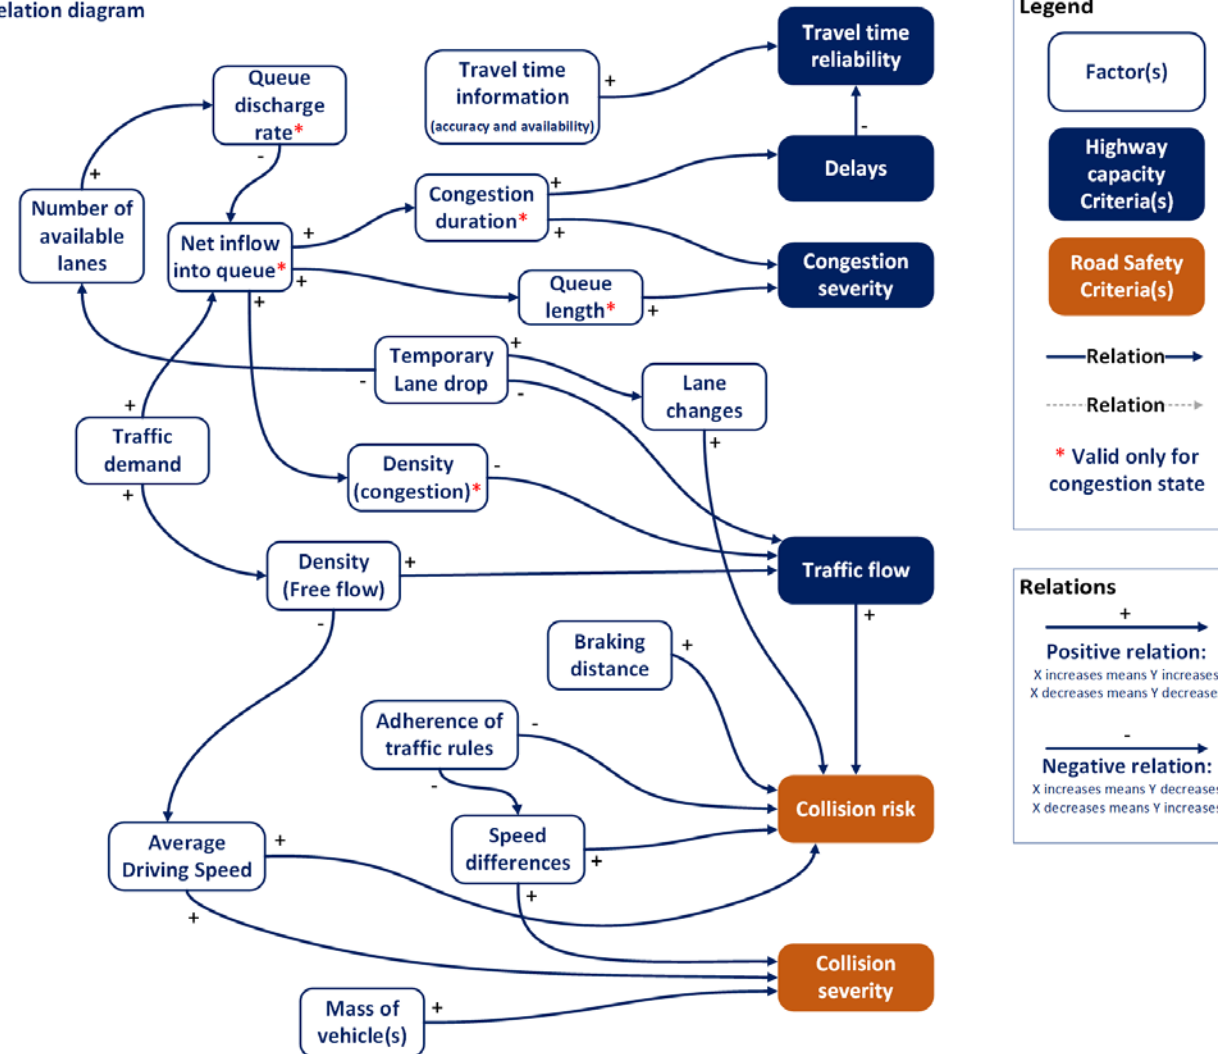 elation diagram
Queue
discharge
rate*
-
+
Number of
available
lanes
Net inflow
into queue*
+
+
+
Travel time
information
(accuracy and availability)
+
Travel time
reliability
-
Delays
Congestion
duration*
+
+
Congestion
severity
Queue
length*
+
Temporary
Lane drop
+
-
-
Lane
changes
+
+
Traffic
demand
+
Density
(congestion)*
-
Density
(Free flow)
+
-
Traffic flow
+
Braking
distance
+
Adherence of
traffic rules
-
-
Collision risk
Average
Driving Speed
+
+
Speed
differences
+
+
Collision
severity
Mass of
vehicle(s)
+
Legend
Factor(s)
Highway
capacity
Criteria(s)
Road Safety
Criteria(s)
Relation
Relation
* Valid only for
congestion state
Relations
+
Positive relation:
X increases means Y increases
X decreases means Y decrease
-
Negative relation:
X increases means Y decreases
X decreases means Y increases